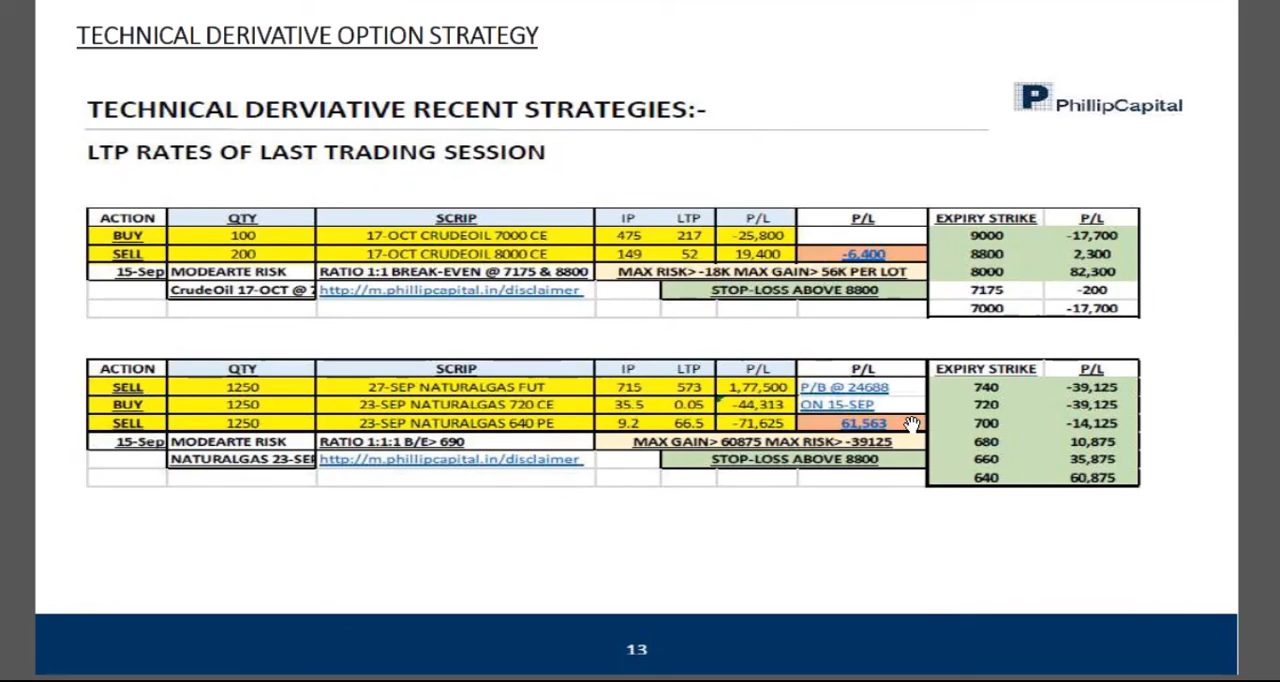 TECHNICAL DERIVATIVE OPTION STRATEGY
TECHNICAL DERVIATIVE RECENT STRATEGIES:-
PhillipCapital
LTP RATES OF LAST TRADING SESSION
ACTION QTY SCRIP IP LTP P/L P/L EXPIRY STRIKE P/L
BUY 100 17-OCT CRUDEOIL 7000 CE 475 217 -25,800 9000 -17,700
SELL 200 17-OCT CRUDEOIL 8000 CE 149 52 19,400 -6,400 8800 2,300
15-Sep MODEARTE RISK RATIO 1:1 BREAK-EVEN @ 7175 & 8800 MAX RISK> -18K MAX GAIN> 56K PER LOT 8000 82,300
CrudeOil 17-OCT @ 7 http://m.phillipcapital.in/disclaimer STOP-LOSS ABOVE 8800 7175 -200
7000 -17,700
ACTION QTY SCRIP IP LTP P/L P/L EXPIRY STRIKE P/L
SELL 1250 27-SEP NATURALGAS FUT 715 573 1,77,500 P/B @ 24688 740 -39,125
BUY 1250 23-SEP NATURALGAS 720 CE 35.5 0.05 -44,313 ON 15-SEP 720 -39,125
SELL 1250 23-SEP NATURALGAS 640 PE 9.2 66.5 -71,625 61,563 700 -14,125
15-Sep MODEARTE RISK RATIO 1:1:1 B/E> 690 MAX GAIN> 60875 MAX RISK> -39125 680 10,875
NATURALGAS 23-SEP http://m.phillipcapital.in/disclaimer STOP-LOSS ABOVE 8800 660 35,875
640 60,875
13